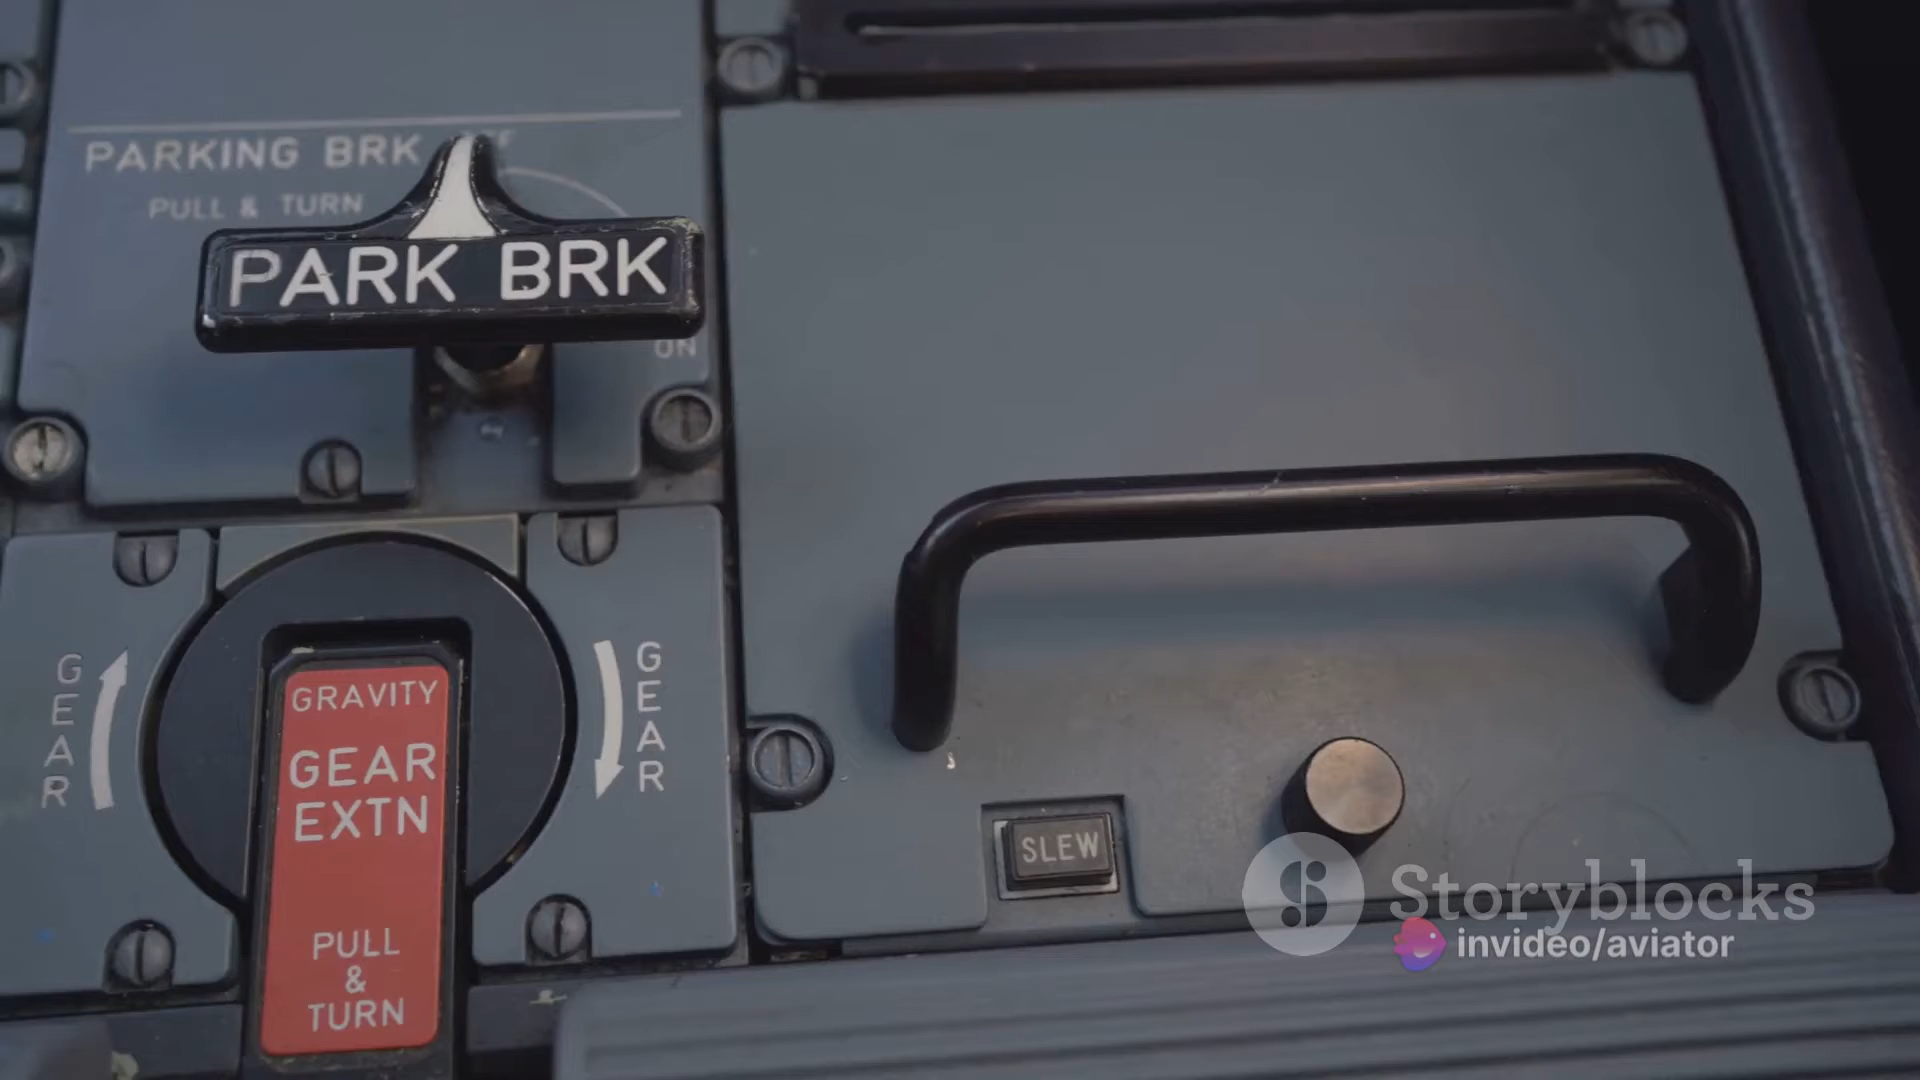 PARKING BRK
PULL & TURN
PARK BRK
ON
GEAR
GRAVITY
GEAR
EXTN
PULL
&
TURN
GEAR
SLEW
Storyblocks
invideo/aviator